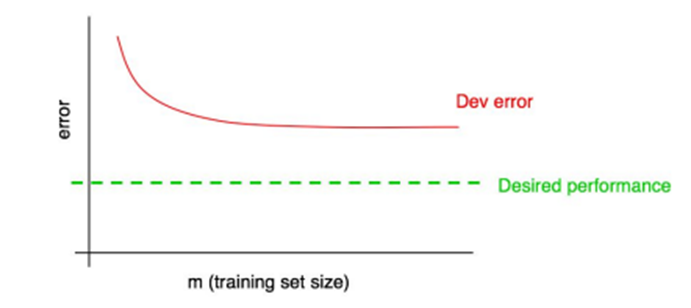 error
Dev error
Desired performance
m (training set size)